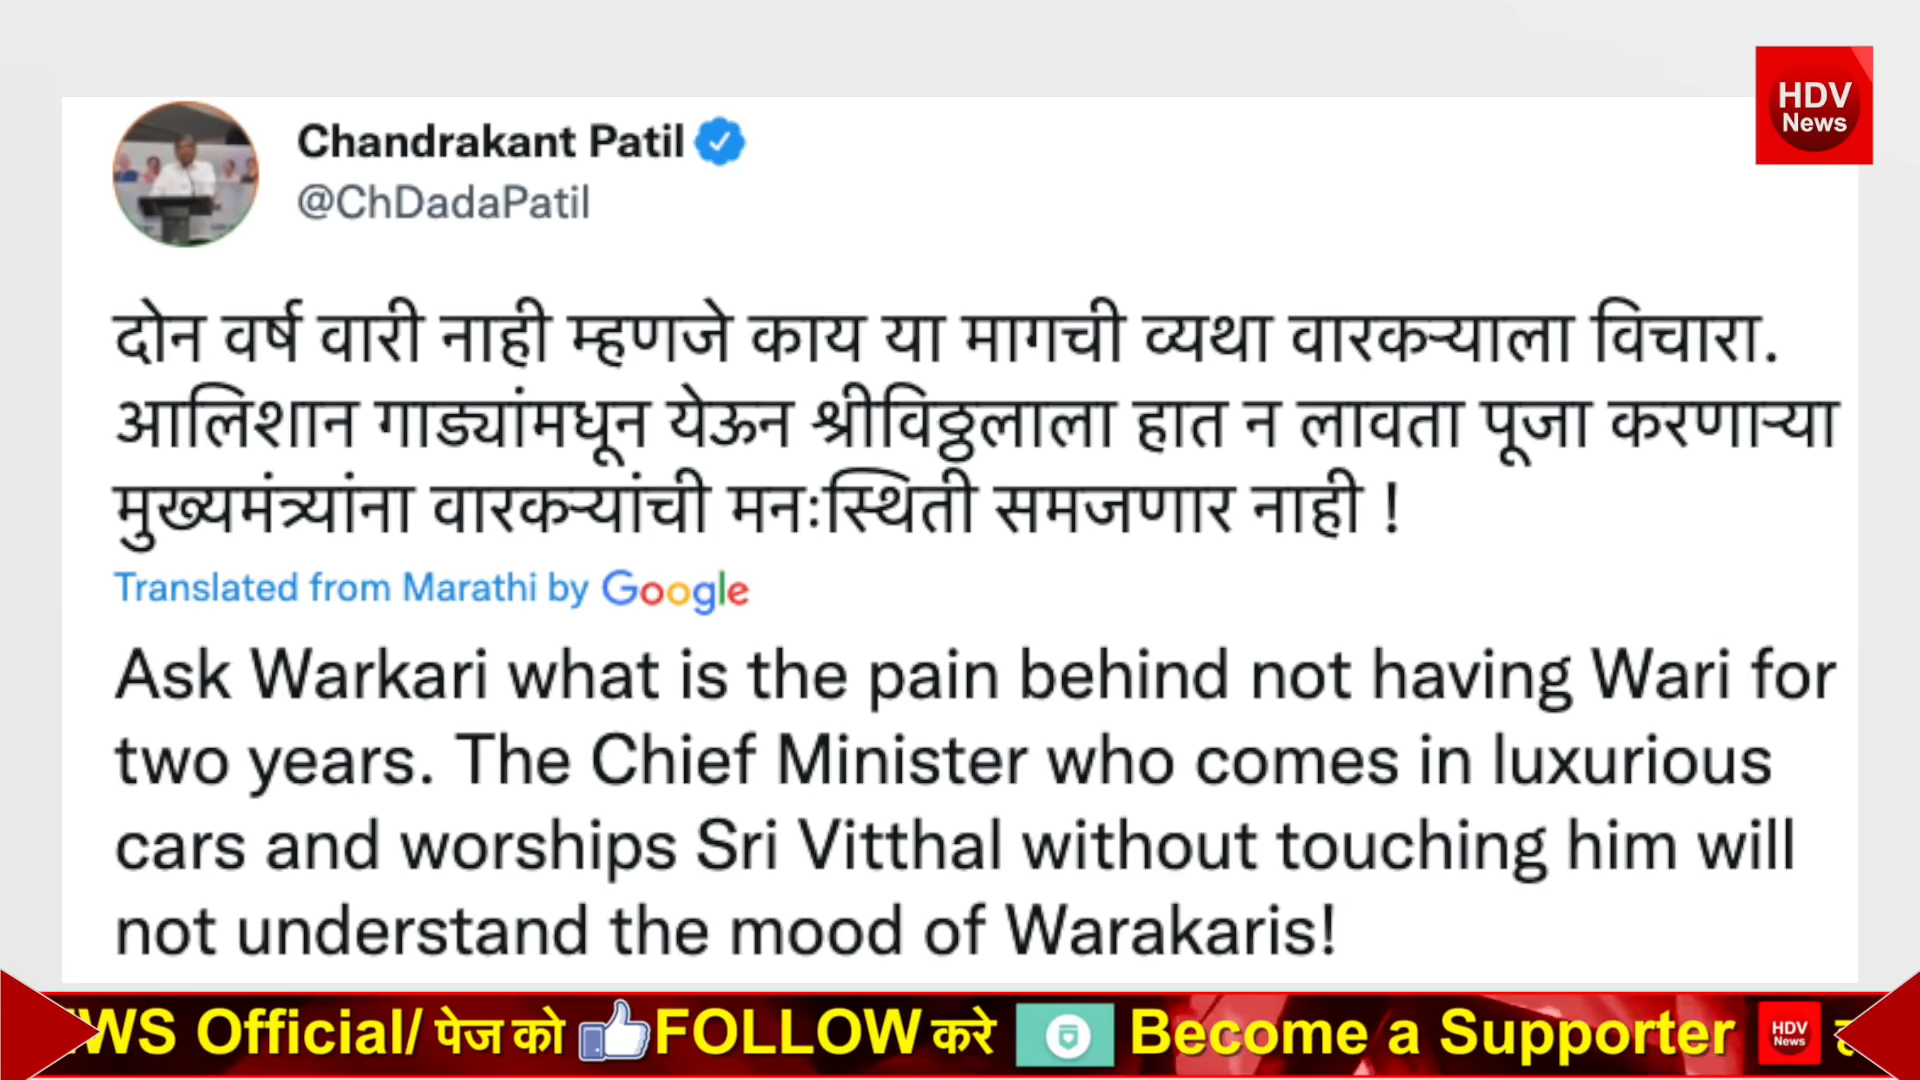 HDV
News
Chandrakant Patil
@ChDadaPatil
दोन वर्ष वारी नाही म्हणजे काय या मागची व्यथा वारकऱ्याला विचारा.
आलिशान गाड्यांमधून येऊन श्रीविठ्ठलाला हात न लावता पूजा करणाऱ्या
मुख्यमंत्र्यांना वारकऱ्यांची मनःस्थिती समजणार नाही !
Translated from Marathi by Google
Ask Warkari what is the pain behind not having Wari for
two years. The Chief Minister who comes in luxurious
cars and worships Sri Vitthal without touching him will
not understand the mood of Warakaris!
WS Official/ पेज को FOLLOW करे Become a Supporter HDV News